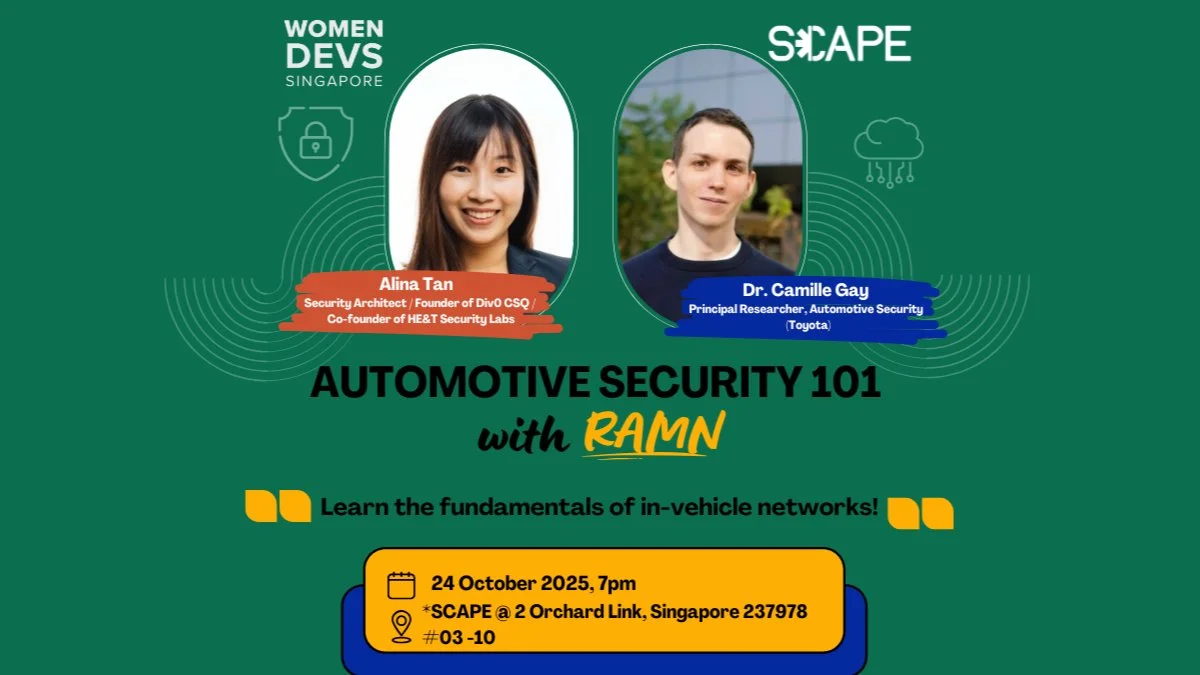 WOMEN
DEVS
SINGAPORE
S*CAPE
Alina Tan
Security Architect / Founder of Div0 CSQ /
Co-founder of HE&T Security Labs
Dr. Camille Gay
Principal Researcher, Automotive Security
(Toyota)
AUTOMOTIVE SECURITY 101
with RAMN
Learn the fundamentals of in-vehicle networks!
24 October 2025, 7pm
*SCAPE @ 2 Orchard Link, Singapore 237978
#03 -10